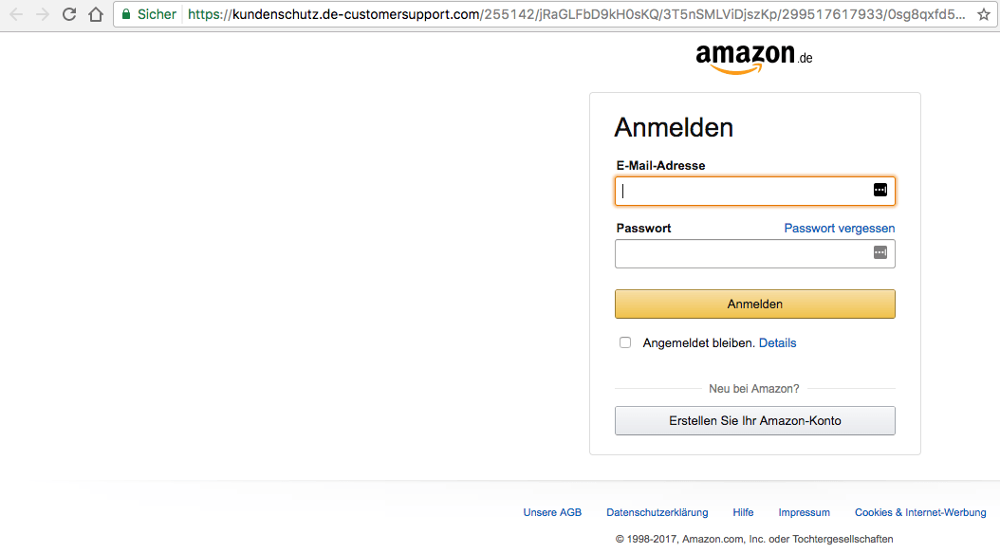 Sicher https://kundenschutz.de-customersupport.com/255142/jRaGLFbD9kH0sKQ/3T5nSMLViDjszKp/299517617933/0sg8qxfd5...
amazon.de
Anmelden
E-Mail-Adresse
Passwort Passwort vergessen
Anmelden
Angemeldet bleiben. Details
Neu bei Amazon?
Erstellen Sie Ihr Amazon-Konto
Unsere AGB Datenschutzerklärung Hilfe Impressum Cookies & Internet-Werbung
© 1998-2017, Amazon.com, Inc. oder Tochtergesellschaften